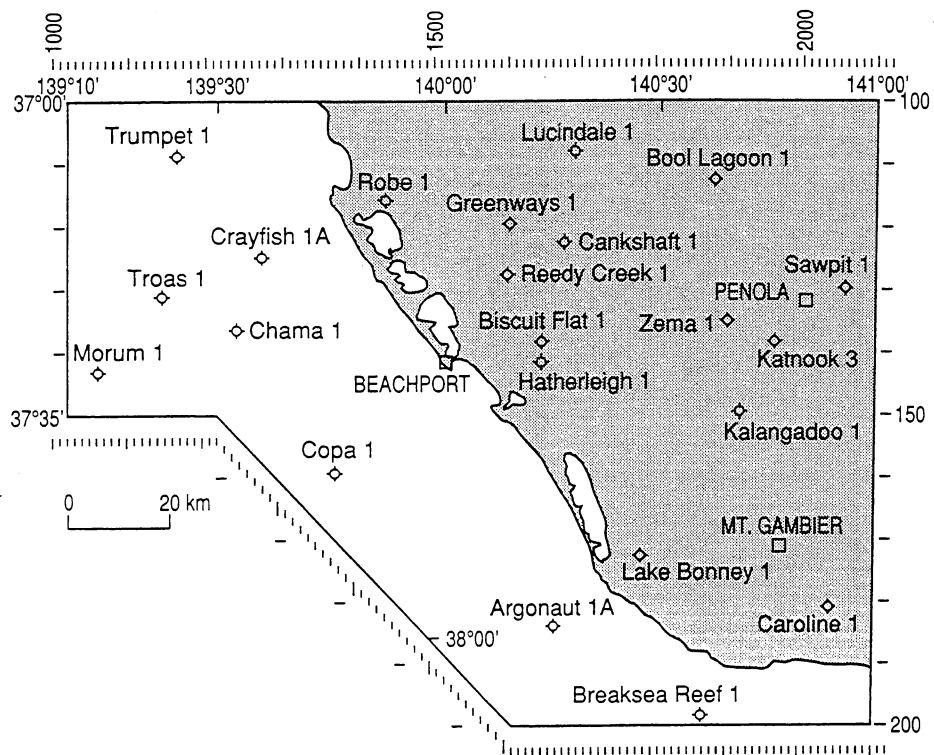 1000 1500 2000
139°10' 139°30' 140°00' 140°30' 141°00'
37°00' 100
Trumpet 1
Lucindale 1
Bool Lagoon 1
Robe 1
Greenways 1
Crayfish 1A
Cankshaft 1
Sawpit 1
Troas 1
Reedy Creek 1
PENOLA
Biscuit Flat 1
Zema 1
Chama 1
Morum 1
Katnook 3
BEACHPORT
Hatherleigh 1
37°35' 150
Kalangadoo 1
Copa 1
0 20 km
MT. GAMBIER
Lake Bonney 1
Argonaut 1A
Caroline 1
38°00'
Breaksea Reef 1
200